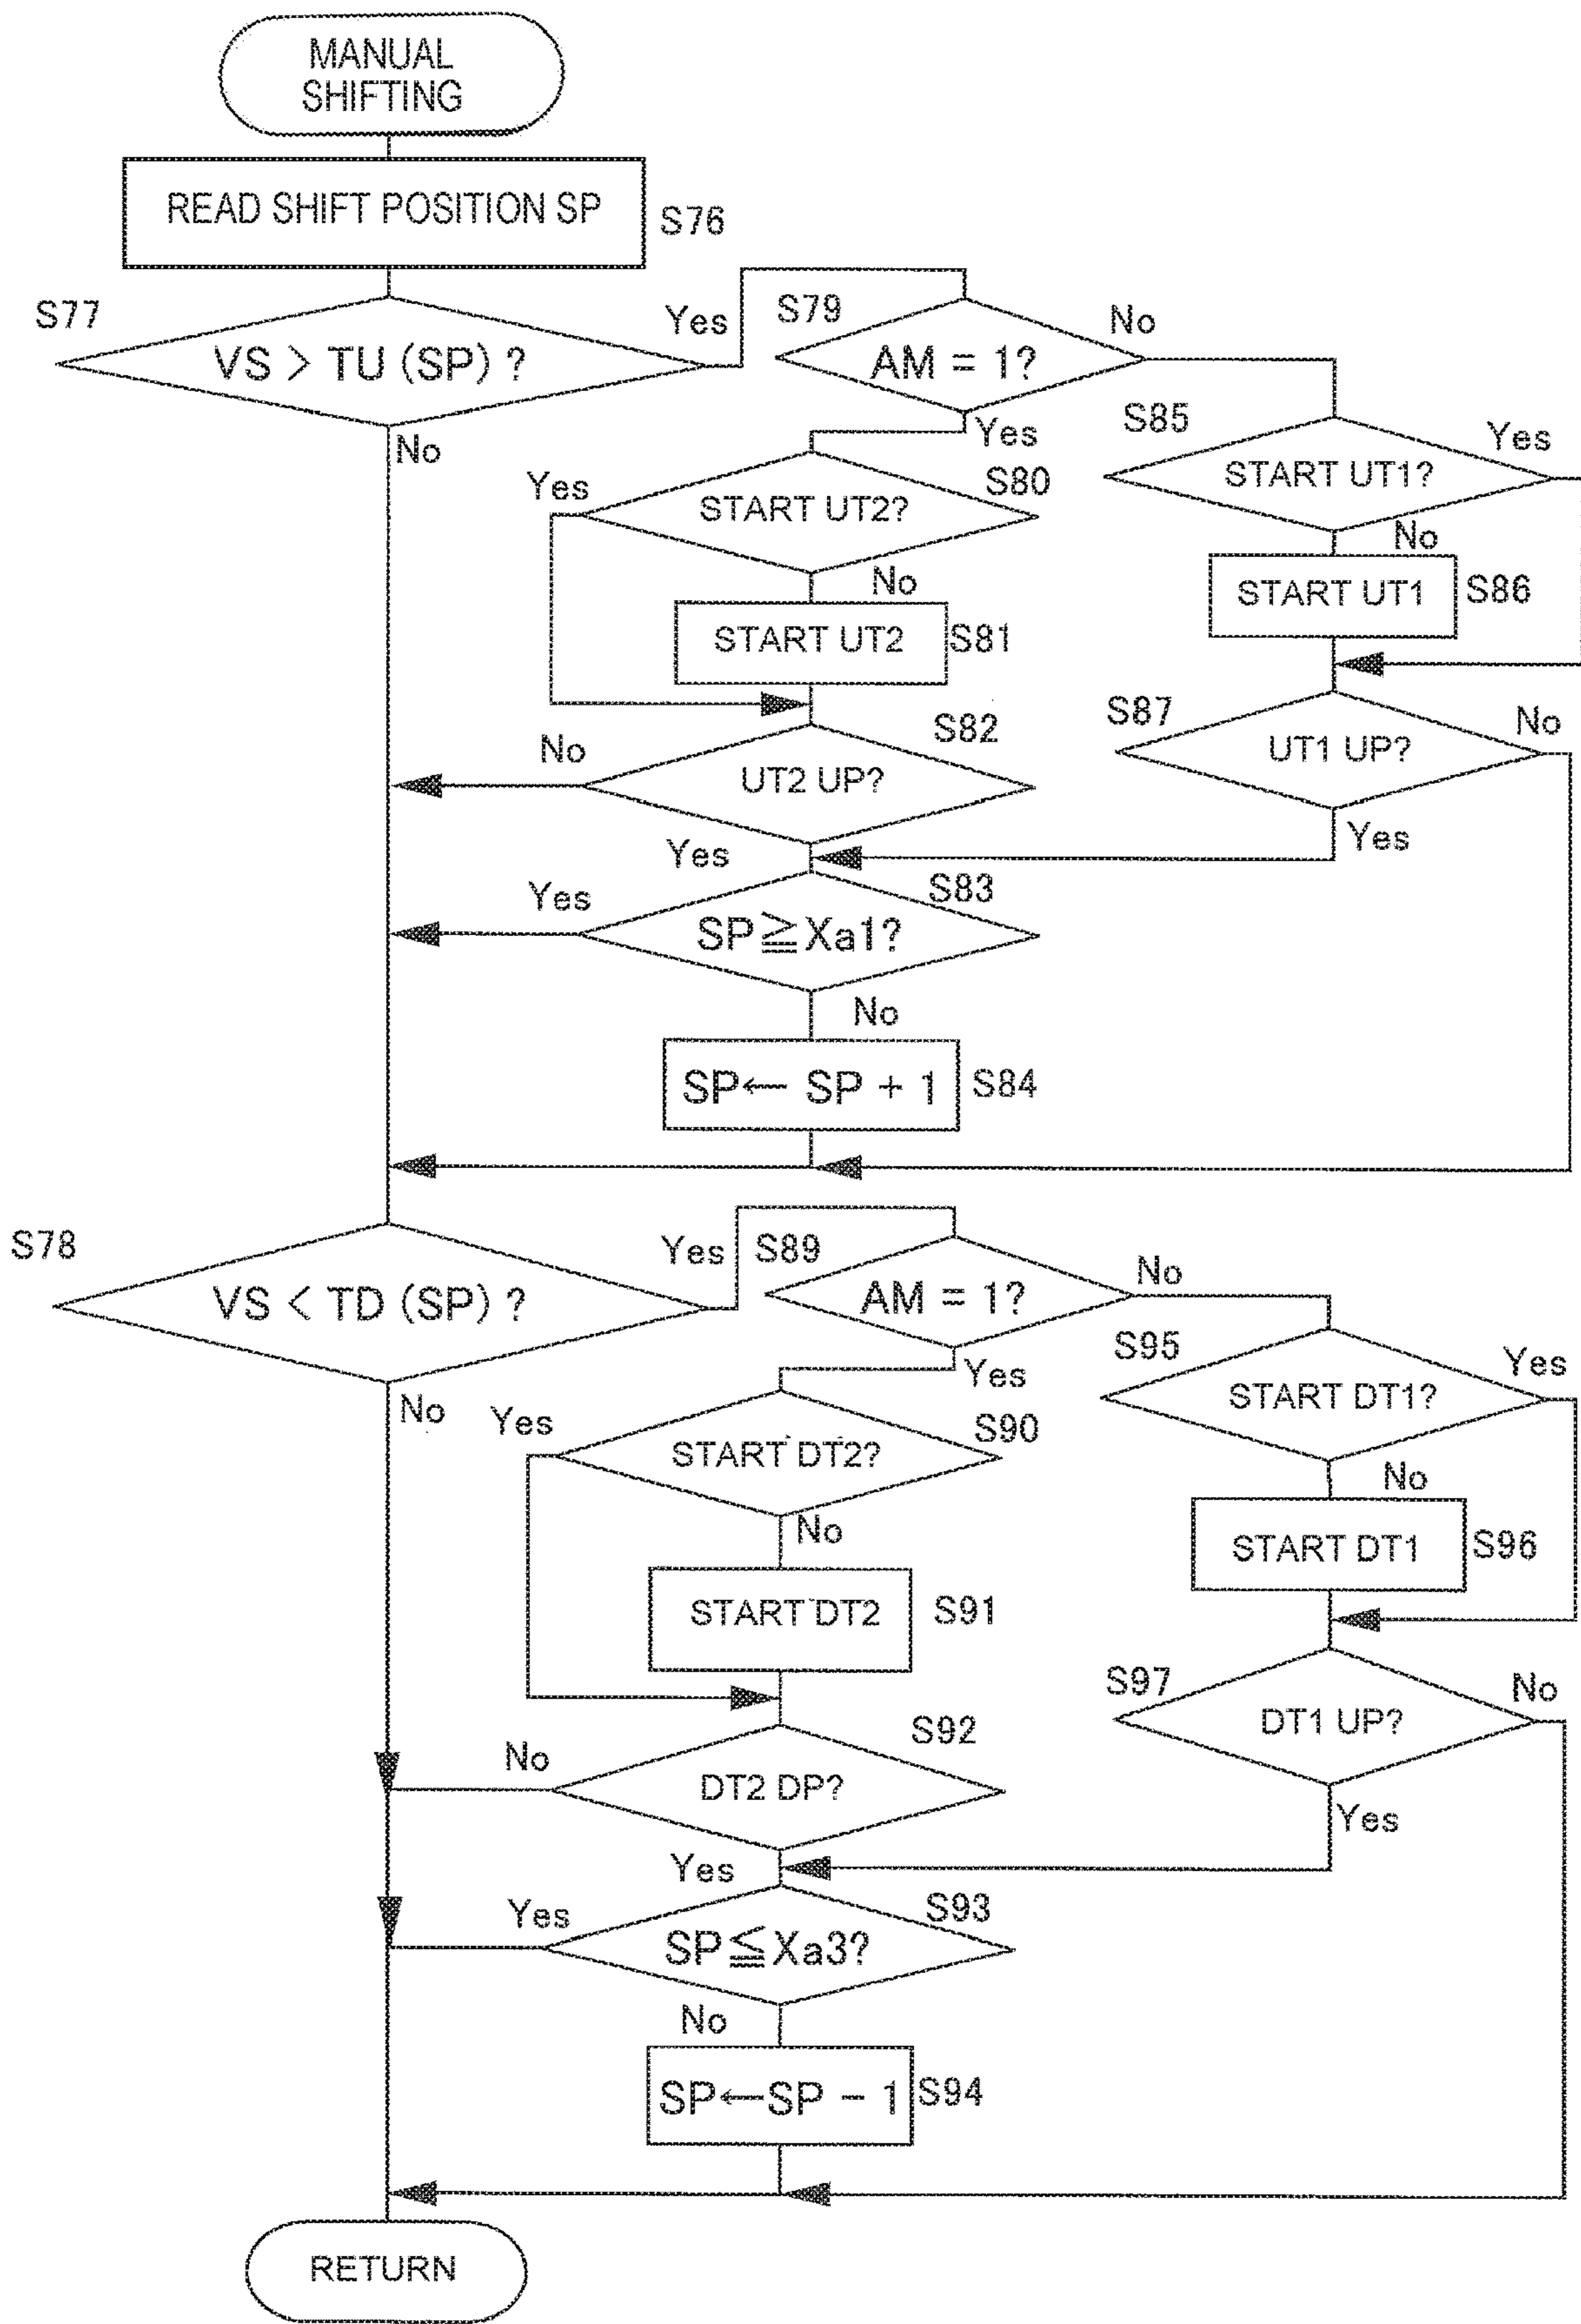 MANUAL
SHIFTING
READ SHIFT POSITION SP
S76
S77
VS > TU (SP) ?
Yes
No
S79
AM = 1?
No
Yes
S85
START UT1?
Yes
No
S80
START UT2?
Yes
No
START UT1
S86
START UT2
S81
S87
UT1 UP?
No
Yes
S82
UT2 UP?
No
Yes
S83
SP≧Xa1?
Yes
No
SP← SP + 1
S84
S78
VS < TD (SP) ?
Yes
No
S89
AM = 1?
No
Yes
S95
START DT1?
Yes
No
S90
START DT2?
Yes
No
START DT1
S96
START DT2
S91
S97
DT1 UP?
No
Yes
S92
DT2 DP?
No
Yes
S93
SP≦Xa3?
Yes
No
SP←SP − 1
S94
RETURN